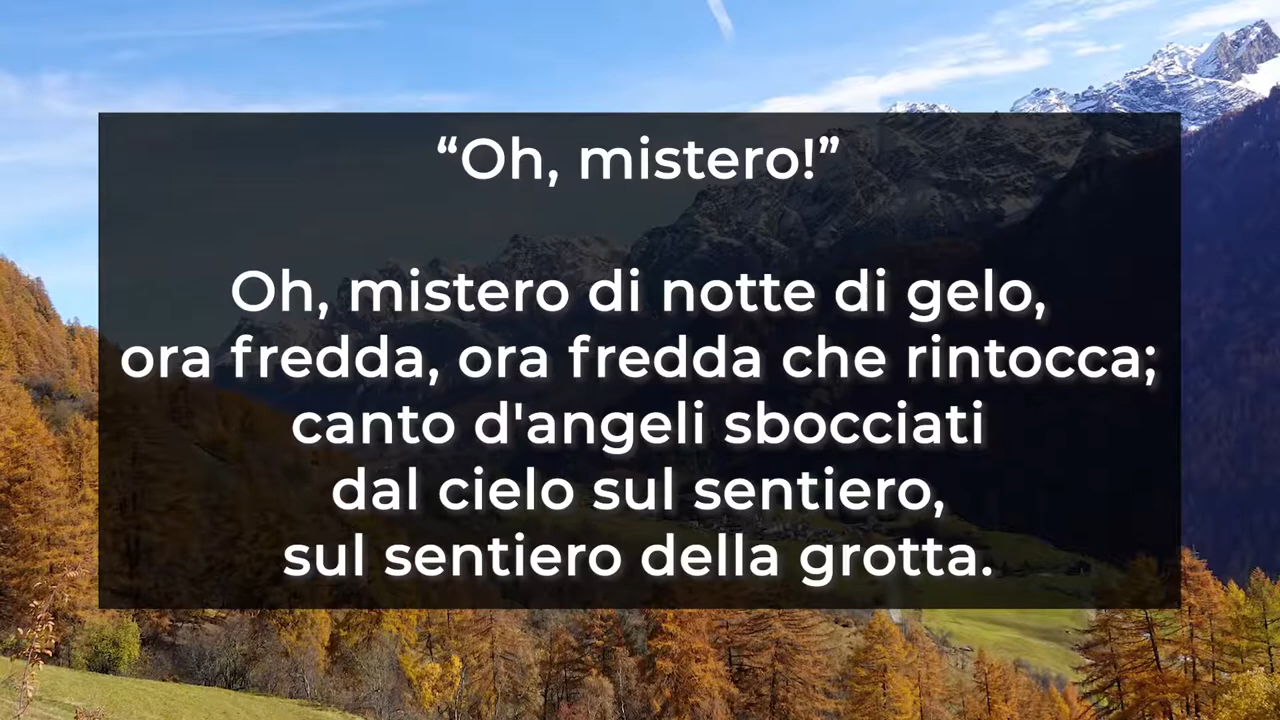 “Oh, mistero!”
Oh, mistero di notte di gelo,
ora fredda, ora fredda che rintocca;
canto d'angeli sbocciati
dal cielo sul sentiero,
sul sentiero della grotta.